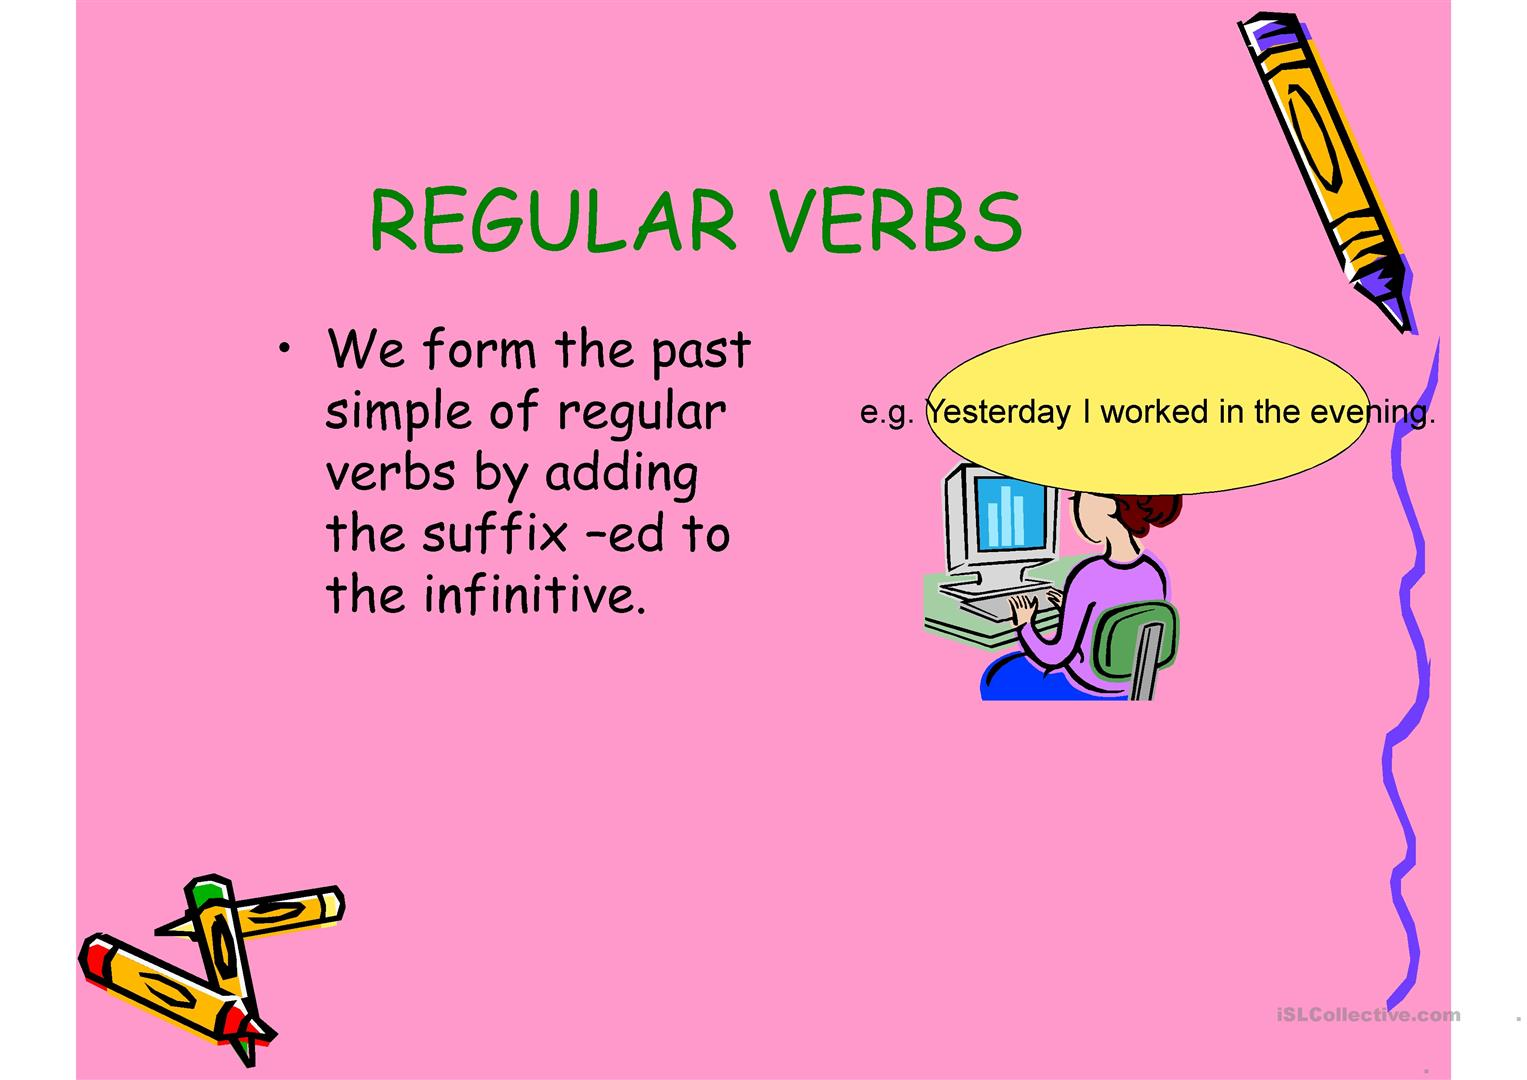 REGULAR VERBS
• We form the past
simple of regular
verbs by adding
the suffix –ed to
the infinitive.
e.g. Yesterday I worked in the evening.
iSLCollective.com